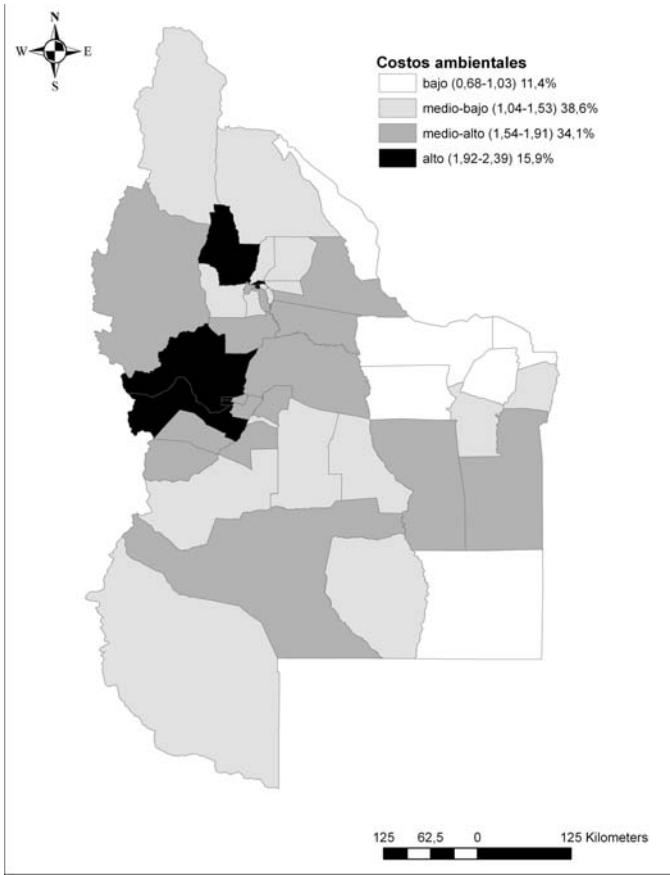 N
W E
S
Costos ambientales
bajo (0,68-1,03) 11,4%
medio-bajo (1,04-1,53) 38,6%
medio-alto (1,54-1,91) 34,1%
alto (1,92-2,39) 15,9%
125 62,5 0 125 Kilometers